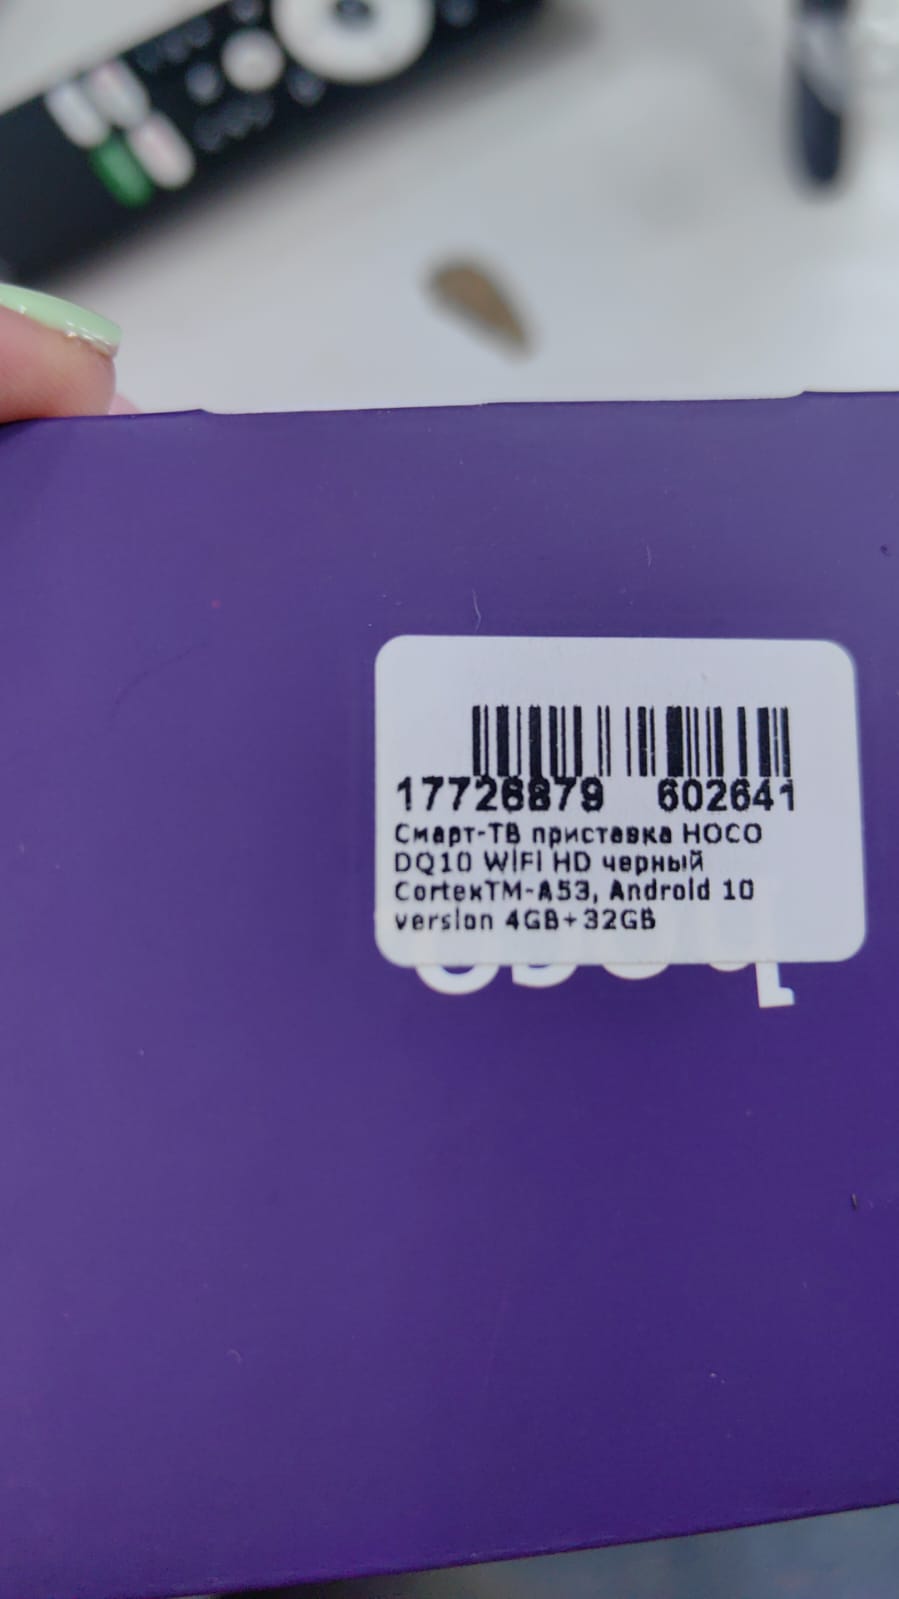 17726879 602641
Смарт-ТВ приставка HOCO
DQ10 WiFi HD черный
CortexTM-A53, Android 10
version 4GB+32GB